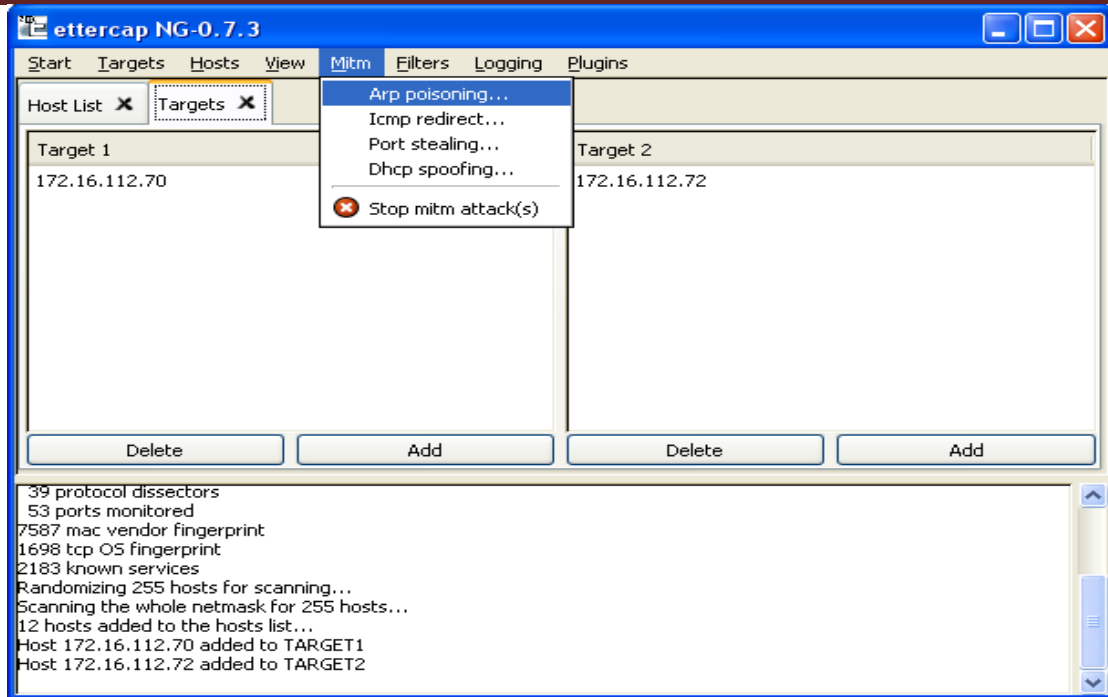 ettercap NG-0.7.3
Start Targets Hosts View Mitm Filters Logging Plugins
Host List Targets
Arp poisoning...
Icmp redirect...
Port stealing...
Dhcp spoofing...
Stop mitm attack(s)
Target 1
172.16.112.70
Target 2
172.16.112.72
Delete Add Delete Add
39 protocol dissectors
53 ports monitored
7587 mac vendor fingerprint
1698 tcp OS fingerprint
2183 known services
Randomizing 255 hosts for scanning...
Scanning the whole netmask for 255 hosts...
12 hosts added to the hosts list...
Host 172.16.112.70 added to TARGET1
Host 172.16.112.72 added to TARGET2